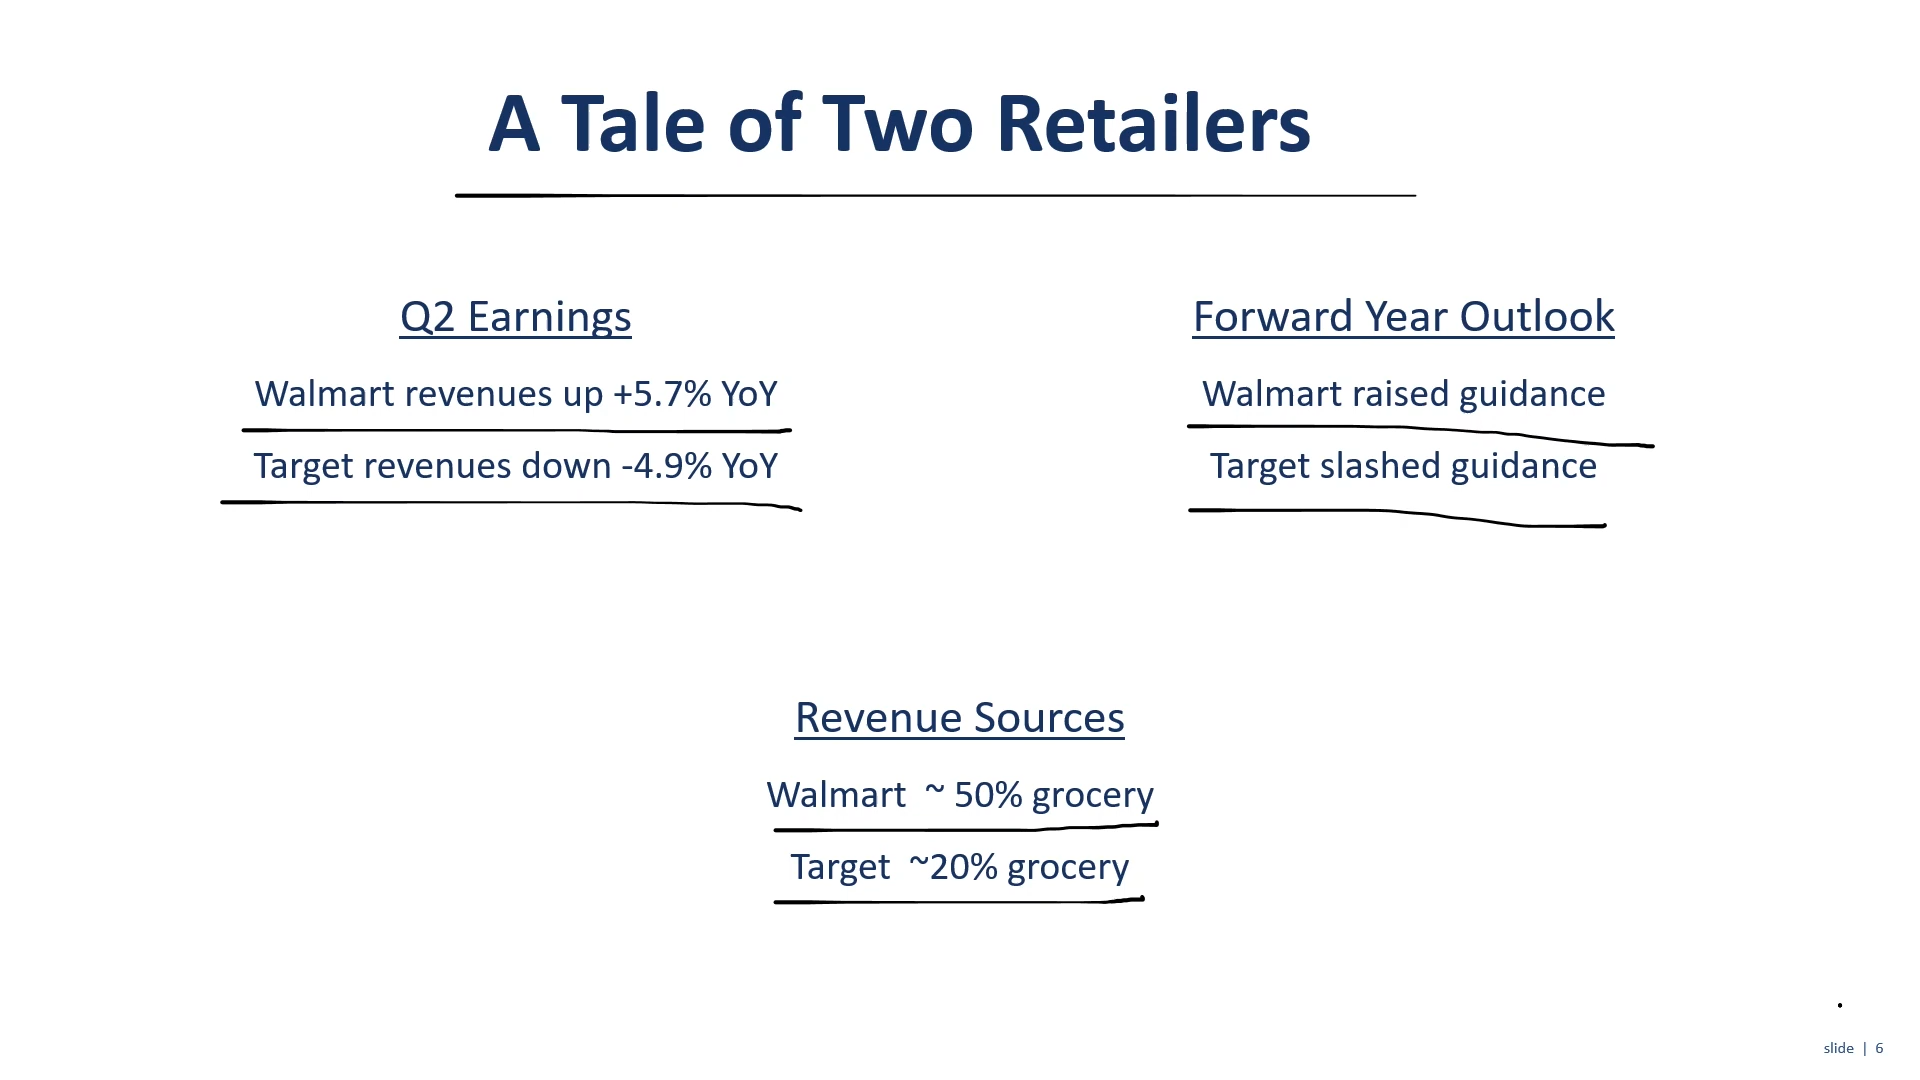 A Tale of Two Retailers
Q2 Earnings
Walmart revenues up +5.7% YoY
Target revenues down -4.9% YoY
Forward Year Outlook
Walmart raised guidance
Target slashed guidance
Revenue Sources
Walmart ~ 50% grocery
Target ~20% grocery
slide | 6